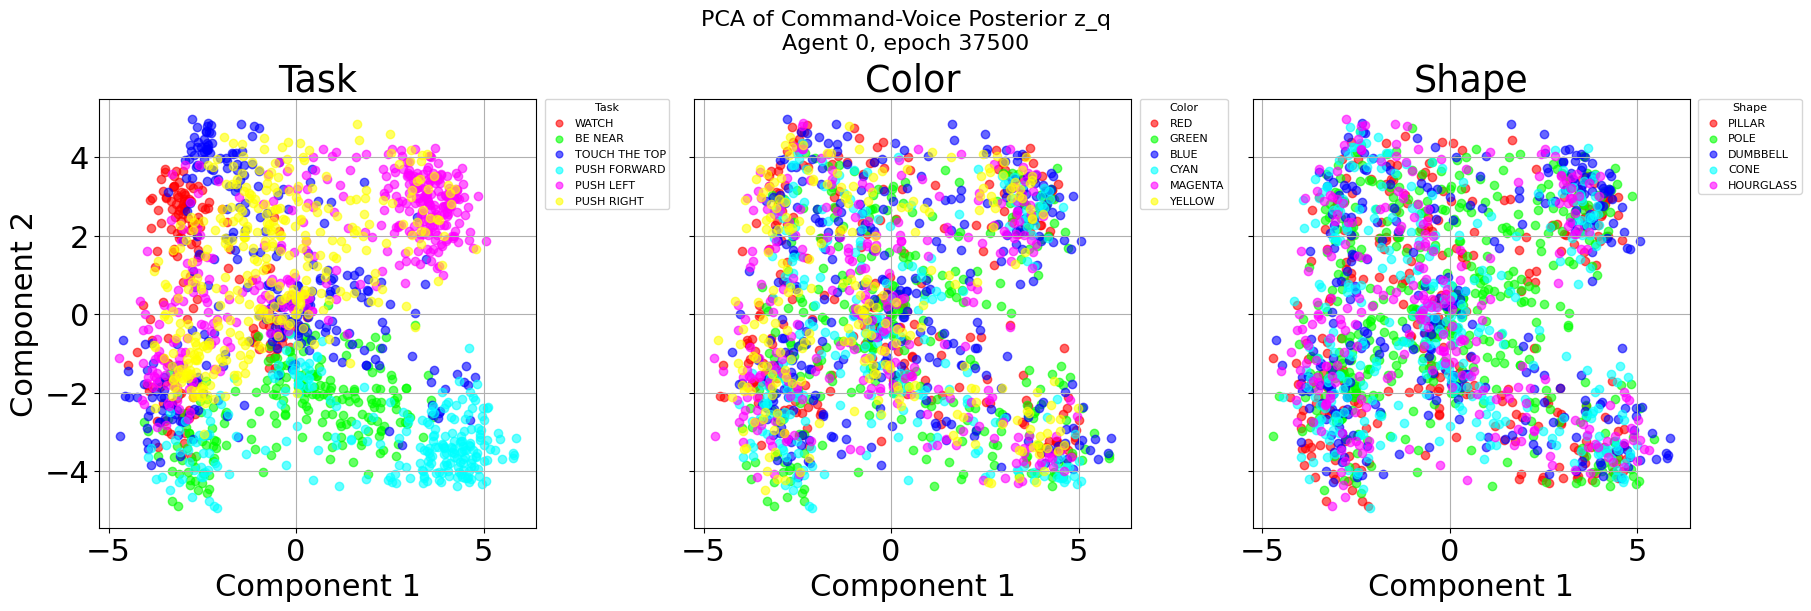 PCA of Command-Voice Posterior z_q
Agent 0, epoch 37500
Task
Component 2
4
2
0
−2
−4
−5
0
5
Component 1
Task
WATCH
BE NEAR
TOUCH THE TOP
PUSH FORWARD
PUSH LEFT
PUSH RIGHT
Color
−5
0
5
Component 1
Color
RED
GREEN
BLUE
CYAN
MAGENTA
YELLOW
Shape
−5
0
5
Component 1
Shape
PILLAR
POLE
DUMBBELL
CONE
HOURGLASS